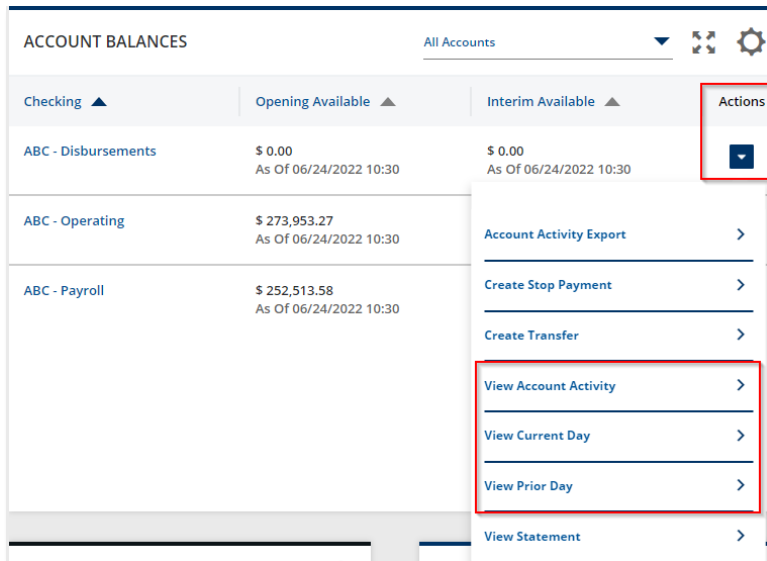 ACCOUNT BALANCES
All Accounts
Checking Opening Available Interim Available Actions
ABC - Disbursements $ 0.00 $ 0.00
As Of 06/24/2022 10:30 As Of 06/24/2022 10:30
ABC - Operating $ 273,953.27
As Of 06/24/2022 10:30
ABC - Payroll $ 252,513.58
As Of 06/24/2022 10:30
Account Activity Export
Create Stop Payment
Create Transfer
View Account Activity
View Current Day
View Prior Day
View Statement